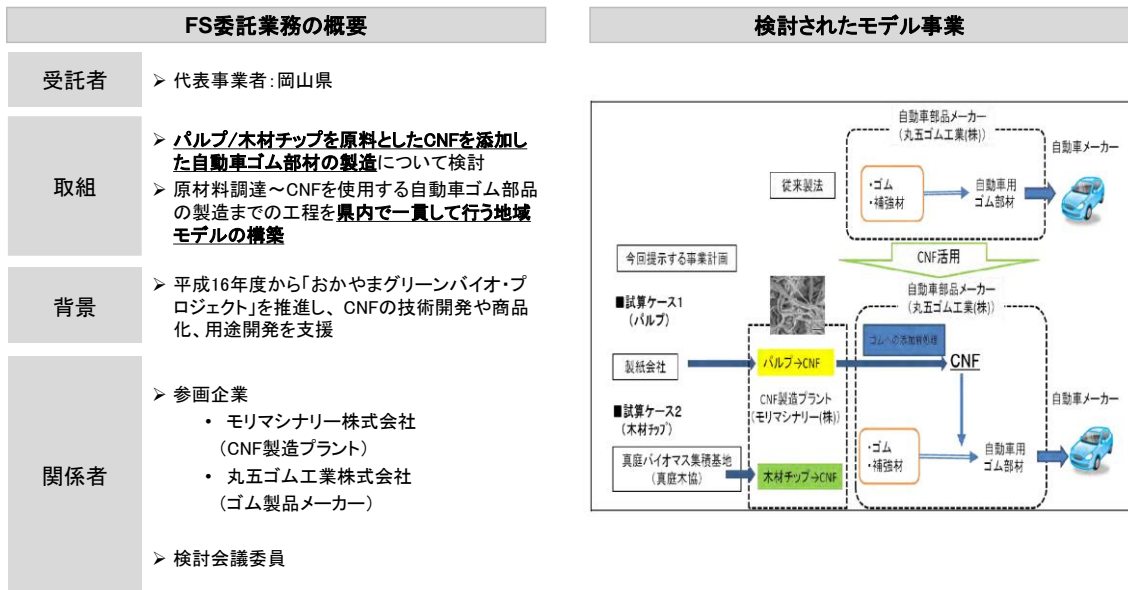 FS委託業務の概要
受託者
➢ 代表事業者：岡山県
取組
➢ パルプ/木材チップを原料としたCNFを添加し
た自動車ゴム部材の製造について検討
➢ 原材料調達～CNFを使用する自動車ゴム部品
の製造までの工程を県内で一貫して行う地域
モデルの構築
背景
➢ 平成16年度から「おかやまグリーンバイオ・プ
ロジェクト」を推進し、CNFの技術開発や商品
化、用途開発を支援
関係者
➢ 参画企業
• モリマシナリー株式会社
（CNF製造プラント）
• 丸五ゴム工業株式会社
（ゴム製品メーカー）
➢ 検討会議委員
検討されたモデル事業
自動車部品メーカー
（丸五ゴム工業(株)）
自動車メーカー
従来製法
・ゴム
・補強材
自動車用
ゴム部材
CNF活用
今回提示する事業計画
自動車部品メーカー
（丸五ゴム工業(株)）
■試算ケース1
（パルプ）
製紙会社
パルプ→CNF
ゴムへの添加前処理
CNF
CNF製造プラント
（モリマシナリー(株)）
■試算ケース2
（木材チップ）
真庭バイオマス集積基地
（真庭木協）
木材チップ→CNF
・ゴム
・補強材
自動車用
ゴム部材
自動車メーカー